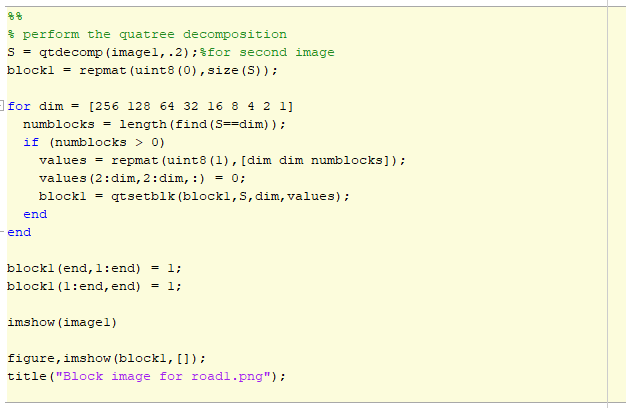 %%
% perform the quatree decomposition
S = qtdecomp(image1,.2);%for second image
block1 = repmat(uint8(0),size(S));
for dim = [256 128 64 32 16 8 4 2 1]
numblocks = length(find(S==dim));
if (numblocks > 0)
values = repmat(uint8(1),[dim dim numblocks]);
values(2:dim,2:dim,:) = 0;
block1 = qtsetblk(block1,S,dim,values);
end
end
block1(end,1:end) = 1;
block1(1:end,end) = 1;
imshow(image1)
figure,imshow(block1,[]);
title("Block image for road1.png");